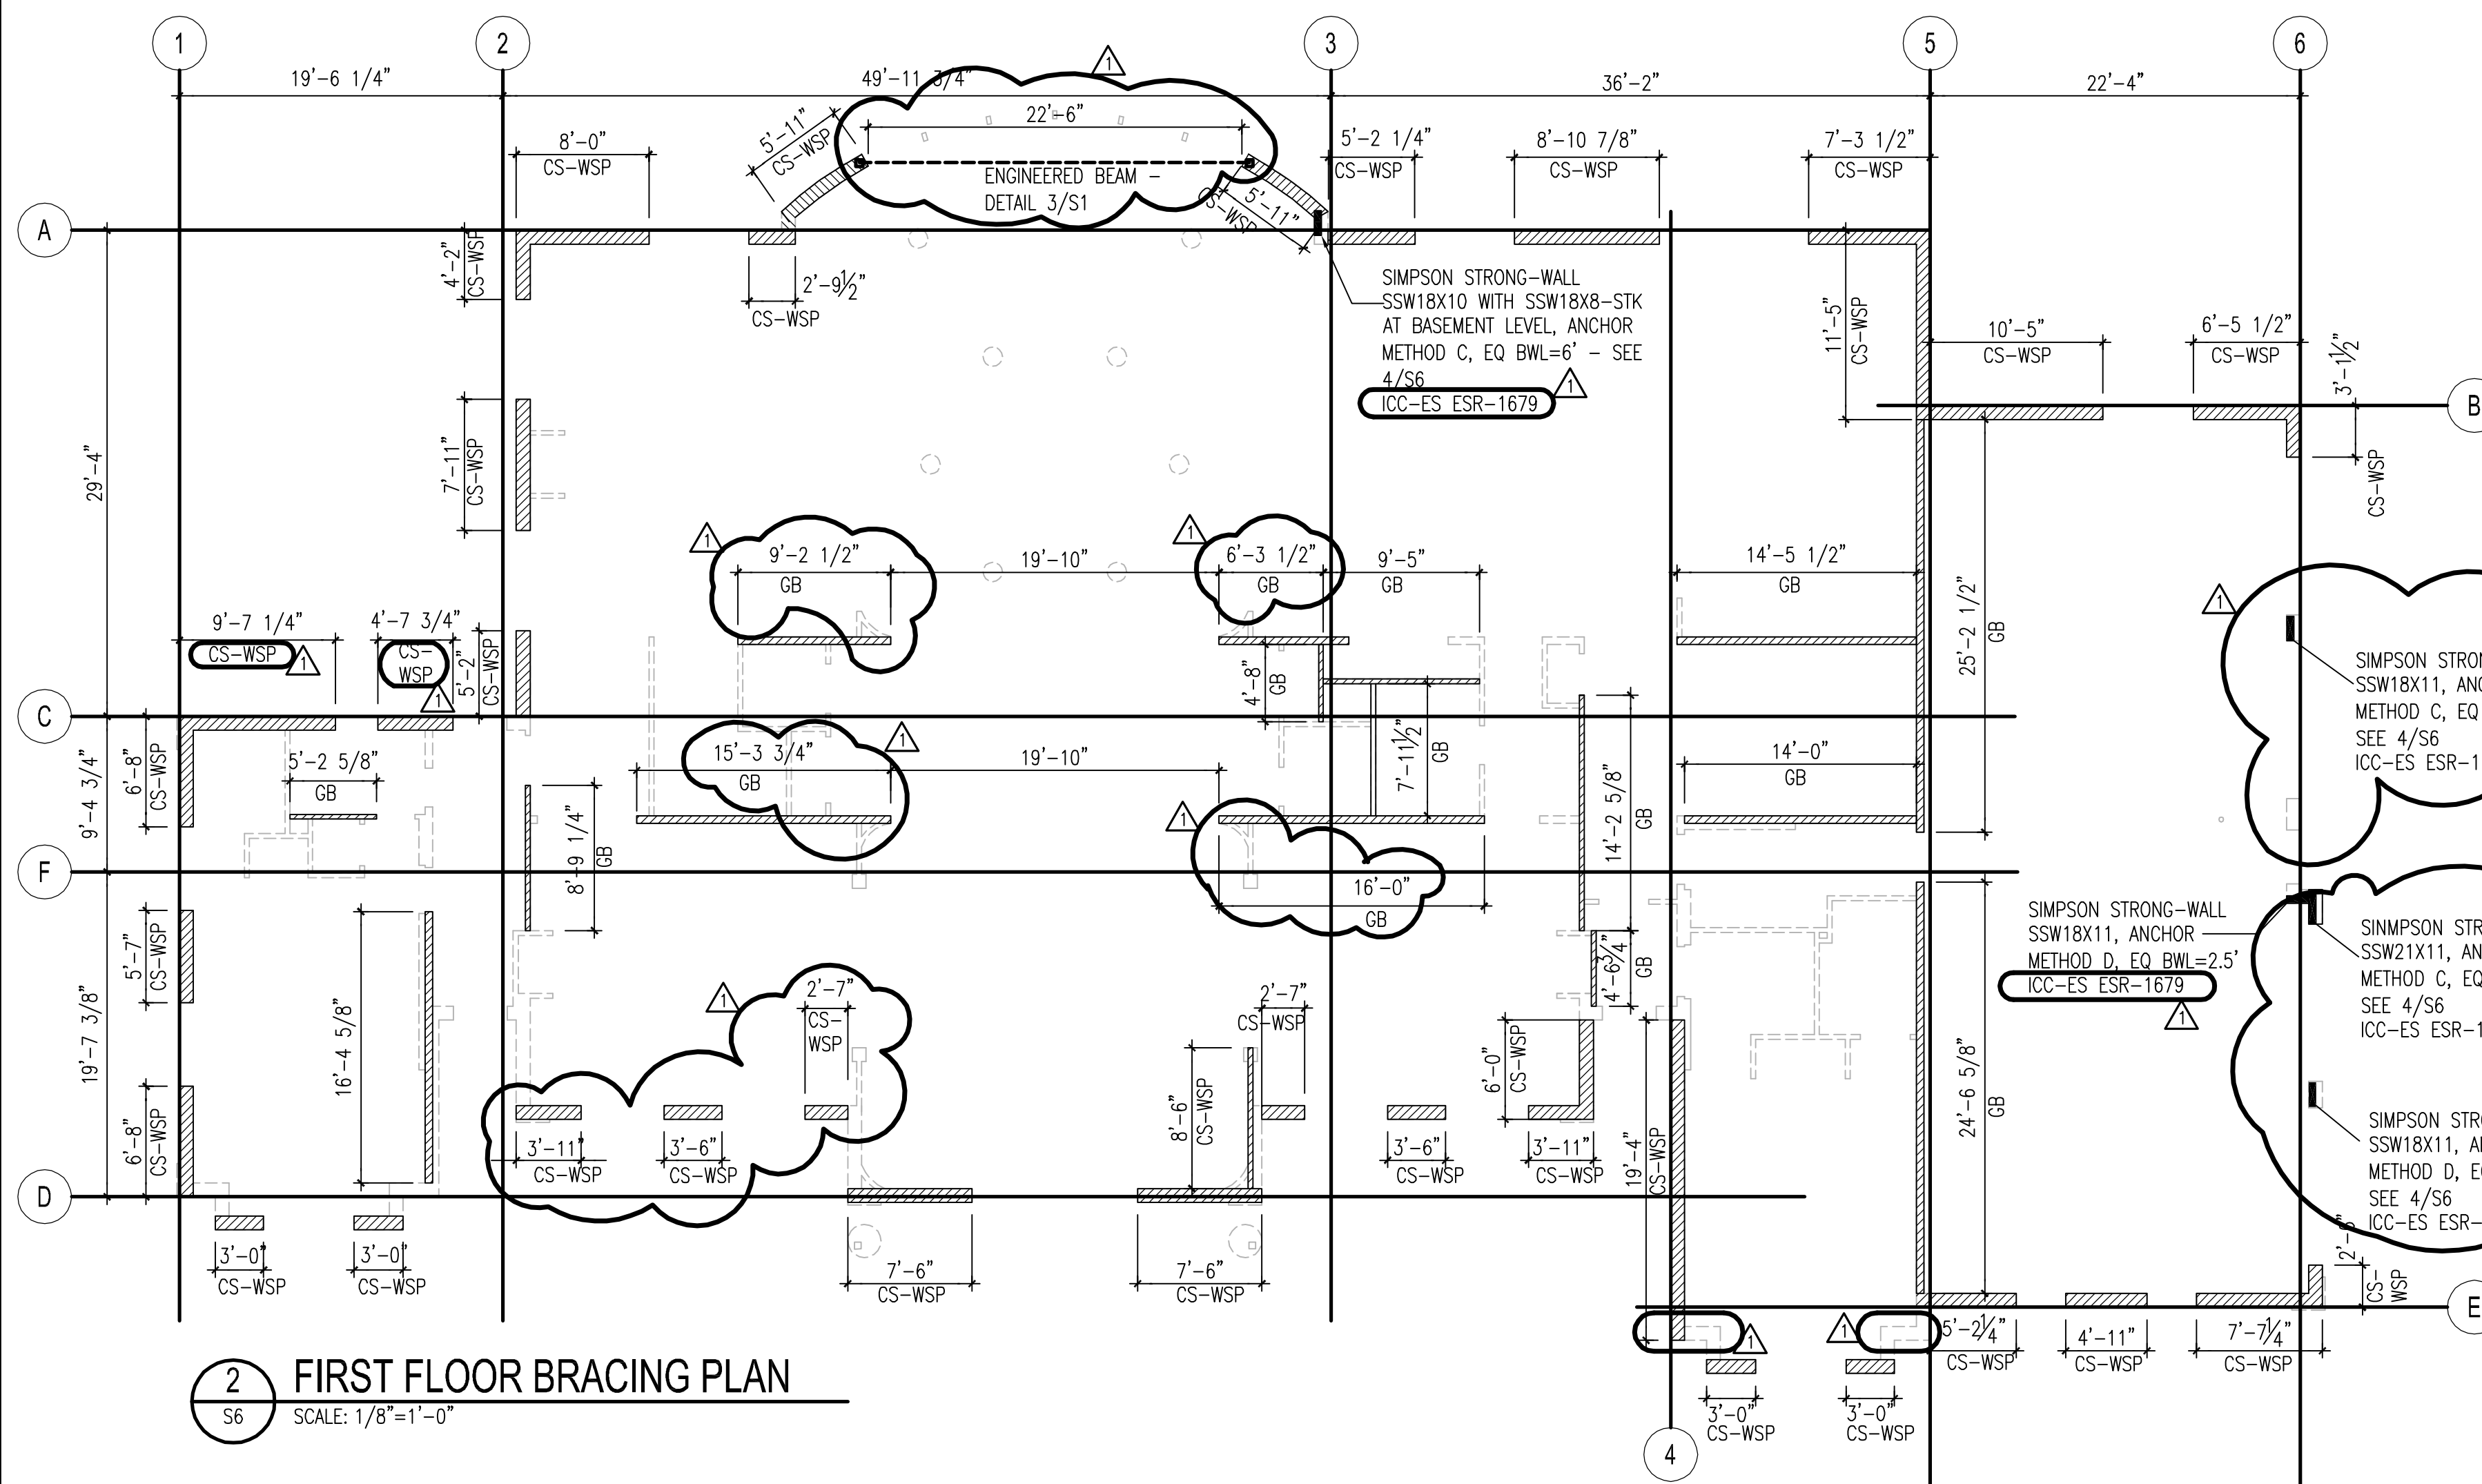 1
2
3
5
6
19'-6 1/4"
49'-11 3/4"
36'-2"
22'-4"
1
22'-6"
ENGINEERED BEAM -
DETAIL 3/S1
8'-0"
CS-WSP
5'-11"
CS-WSP
5'-11"
CS-WSP
5'-2 1/4"
CS-WSP
8'-10 7/8"
CS-WSP
7'-3 1/2"
CS-WSP
A
4'-2"
CS-WSP
2'-9 1/2"
CS-WSP
SIMPSON STRONG-WALL
SSW18X10 WITH SSW18X8-STK
AT BASEMENT LEVEL, ANCHOR
METHOD C, EQ BWL=6' - SEE
4/S6
ICC-ES ESR-1679
1
11'-5"
CS-WSP
10'-5"
CS-WSP
6'-5 1/2"
CS-WSP
3'-1 1/2"
CS-WSP
B
29'-4"
7'-11"
CS-WSP
1
9'-2 1/2"
GB
19'-10"
1
6'-3 1/2"
GB
9'-5"
GB
14'-5 1/2"
GB
25'-2 1/2"
GB
1
9'-7 1/4"
CS-WSP
1
4'-7 3/4"
CS-
WSP
1
5'-2"
CS-WSP
4'-8"
GB
SIMPSON STRON
SSW18X11, ANC
METHOD C, EQ
SEE 4/S6
ICC-ES ESR-1
C
9'-4 3/4"
6'-8"
CS-WSP
5'-2 5/8"
GB
15'-3 3/4"
GB
1
19'-10"
7'-11 1/2"
GB
14'-0"
GB
8'-9 1/4"
GB
1
14'-2 5/8"
GB
16'-0"
GB
F
19'-7 3/8"
5'-7"
CS-WSP
16'-4 5/8"
6'-8"
CS-WSP
1
2'-7"
CS-
WSP
2'-7"
CS-WSP
4'-6 3/4"
GB
SIMPSON STRONG-WALL
SSW18X11, ANCHOR
METHOD D, EQ BWL=2.5'
ICC-ES ESR-1679
1
SINMPSON STR
SSW21X11, AN
METHOD C, EQ
SEE 4/S6
ICC-ES ESR-1
8'-6"
CS-WSP
6'-0"
CS-WSP
24'-6 5/8"
GB
3'-11"
CS-WSP
3'-6"
CS-WSP
3'-6"
CS-WSP
3'-11"
CS-WSP
19'-4"
CS-WSP
SIMPSON STRO
SSW18X11, A
METHOD D, E
SEE 4/S6
ICC-ES ESR-
CS-
WSP
D
3'-0"
CS-WSP
3'-0"
CS-WSP
7'-6"
CS-WSP
7'-6"
CS-WSP
E
1
1
5'-2 1/4"
CS-WSP
4'-11"
CS-WSP
7'-7 1/4"
CS-WSP
3'-0"
CS-WSP
3'-0"
CS-WSP
4
2
S6
FIRST FLOOR BRACING PLAN
SCALE: 1/8"=1'-0"